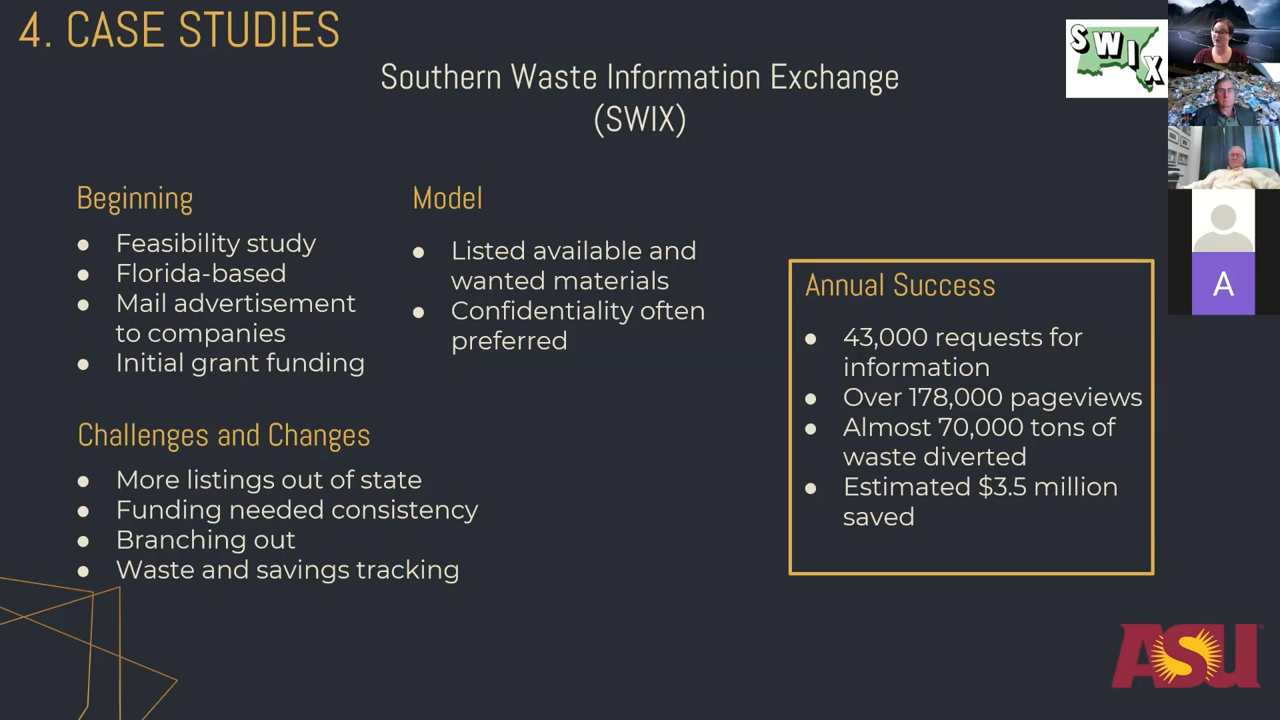 4. CASE STUDIES
Southern Waste Information Exchange
(SWIX)
SWIX
Beginning
● Feasibility study
● Florida-based
● Mail advertisement
to companies
● Initial grant funding
Model
● Listed available and
wanted materials
● Confidentiality often
preferred
Challenges and Changes
● More listings out of state
● Funding needed consistency
● Branching out
● Waste and savings tracking
Annual Success
● 43,000 requests for
information
● Over 178,000 pageviews
● Almost 70,000 tons of
waste diverted
● Estimated $3.5 million
saved
A
ASU